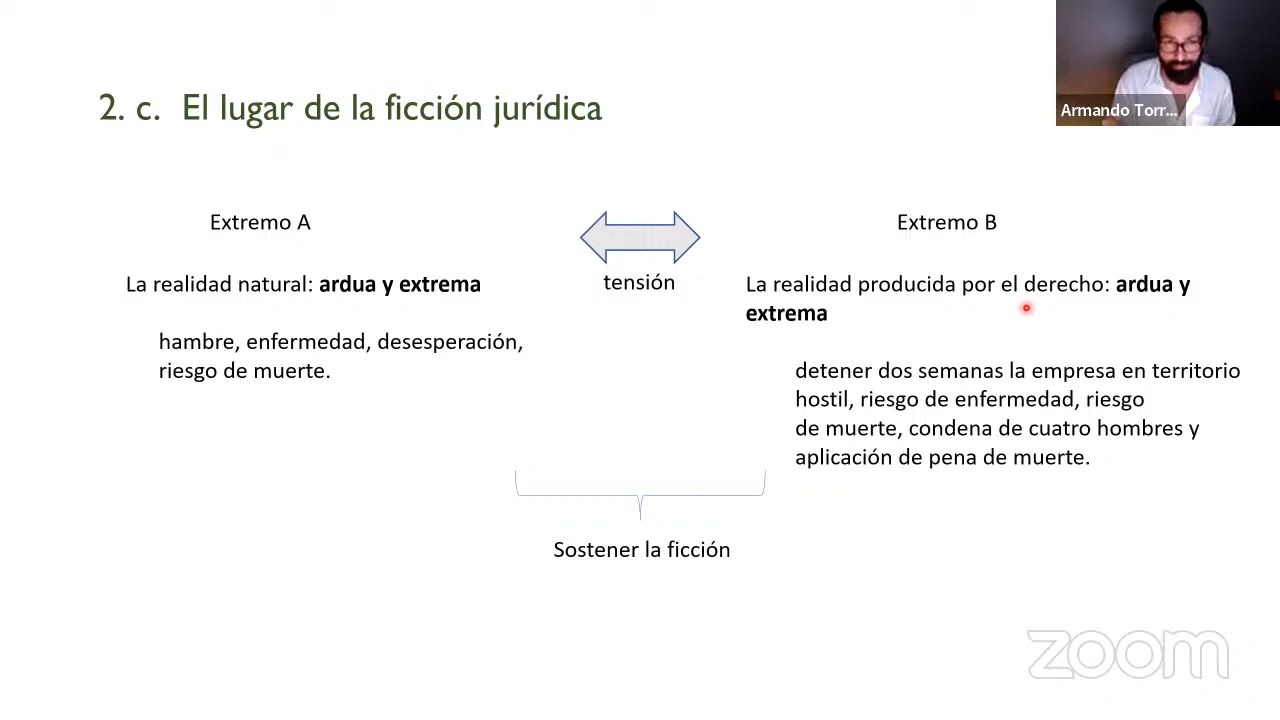 2. c. El lugar de la ficción jurídica
Armando Torr...
Extremo A
Extremo B
La realidad natural: ardua y extrema
tensión
La realidad producida por el derecho: ardua y
extrema
hambre, enfermedad, desesperación,
riesgo de muerte.
detener dos semanas la empresa en territorio
hostil, riesgo de enfermedad, riesgo
de muerte, condena de cuatro hombres y
aplicación de pena de muerte.
Sostener la ficción
zoom